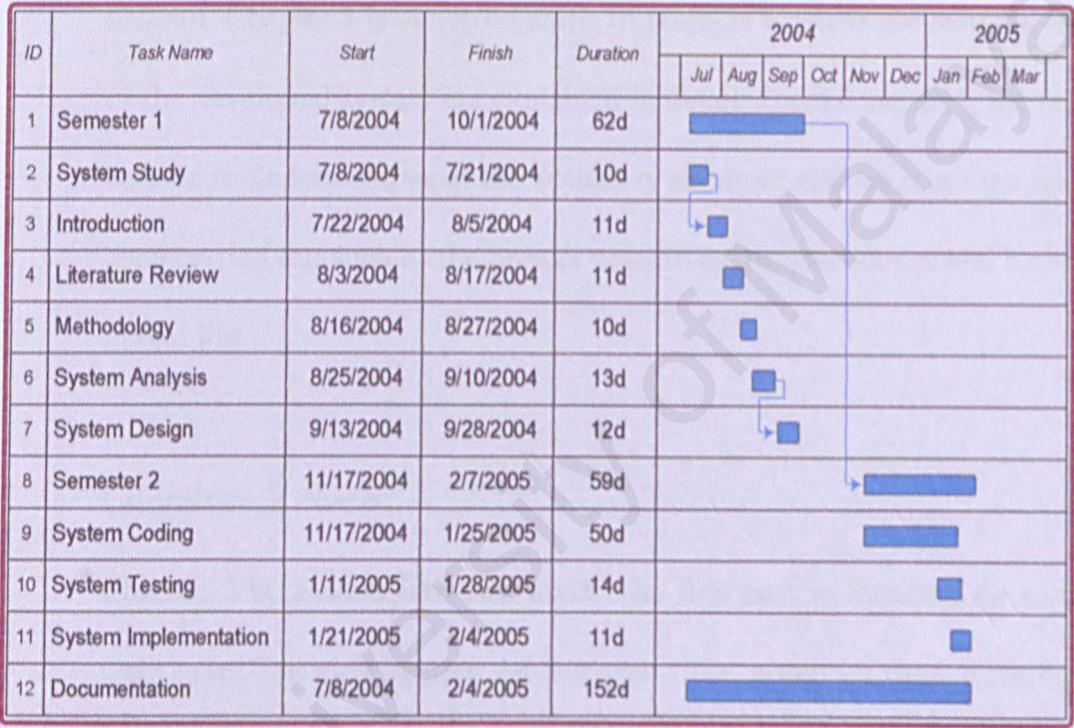 ID Task Name Start Finish Duration 2004 2005
Jul Aug Sep Oct Nov Dec Jan Feb Mar
1 Semester 1 7/8/2004 10/1/2004 62d
2 System Study 7/8/2004 7/21/2004 10d
3 Introduction 7/22/2004 8/5/2004 11d
4 Literature Review 8/3/2004 8/17/2004 11d
5 Methodology 8/16/2004 8/27/2004 10d
6 System Analysis 8/25/2004 9/10/2004 13d
7 System Design 9/13/2004 9/28/2004 12d
8 Semester 2 11/17/2004 2/7/2005 59d
9 System Coding 11/17/2004 1/25/2005 50d
10 System Testing 1/11/2005 1/28/2005 14d
11 System Implementation 1/21/2005 2/4/2005 11d
12 Documentation 7/8/2004 2/4/2005 152d
of Malaya